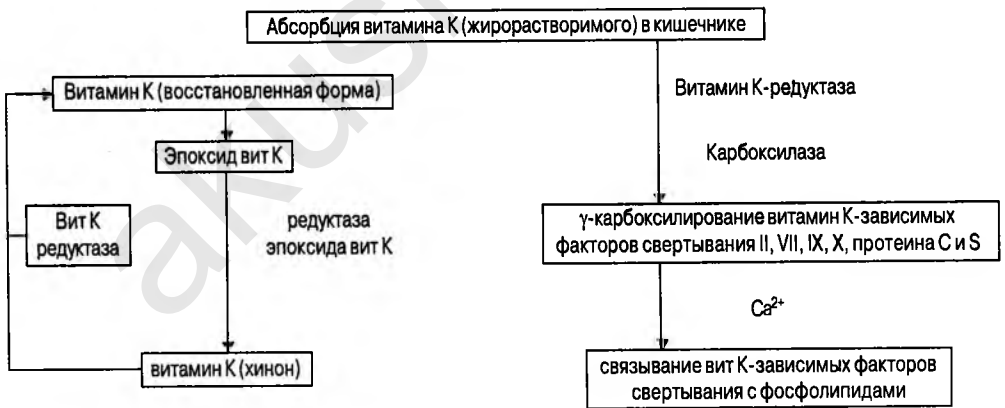 Абсорбция витамина К (жирорастворимого) в кишечнике
Витамин К (восстановленная форма)
Эпоксид вит К
Вит К
редуктаза
редуктаза
эпоксида вит К
витамин К (хинон)
Витамин К-редуктаза
Карбоксилаза
γ-карбоксилирование витамин К-зависимых
факторов свертывания II, VII, IX, X, протеина С и S
Ca²⁺
связывание вит К-зависимых факторов
свертывания с фосфолипидами
akus